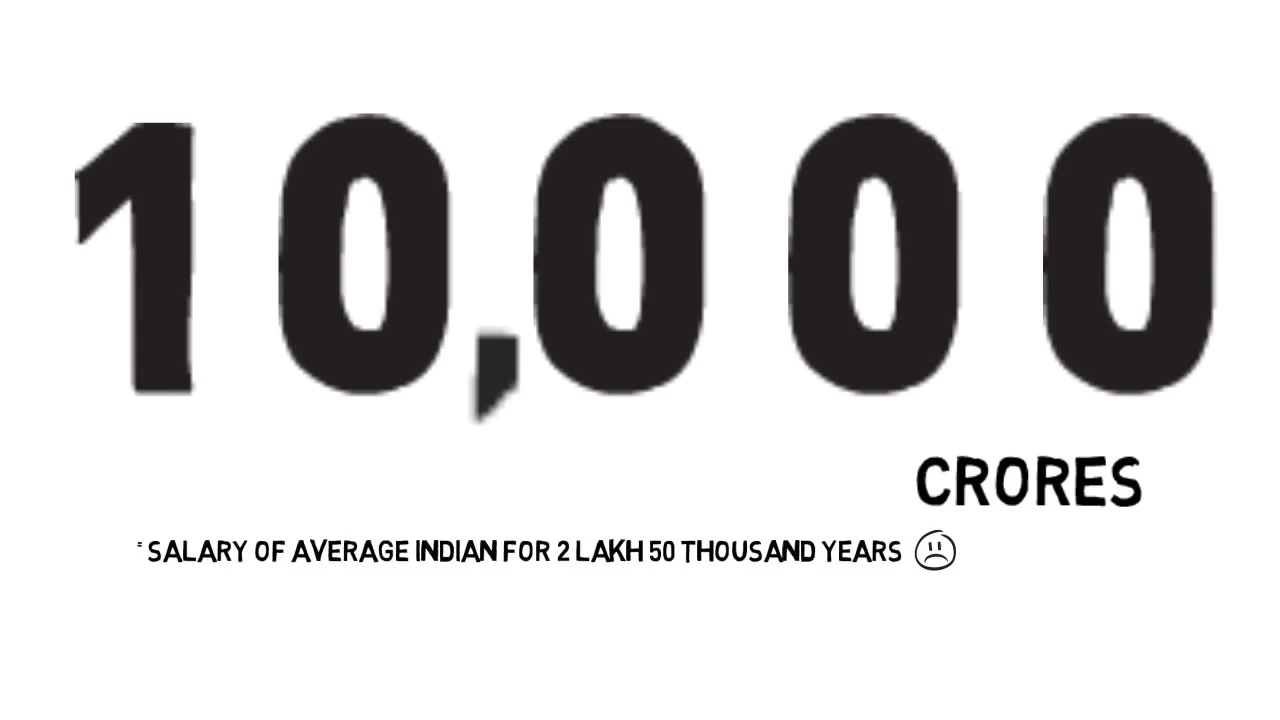 10,000
CRORES
= SALARY OF AVERAGE INDIAN FOR 2 LAKH 50 THOUSAND YEARS